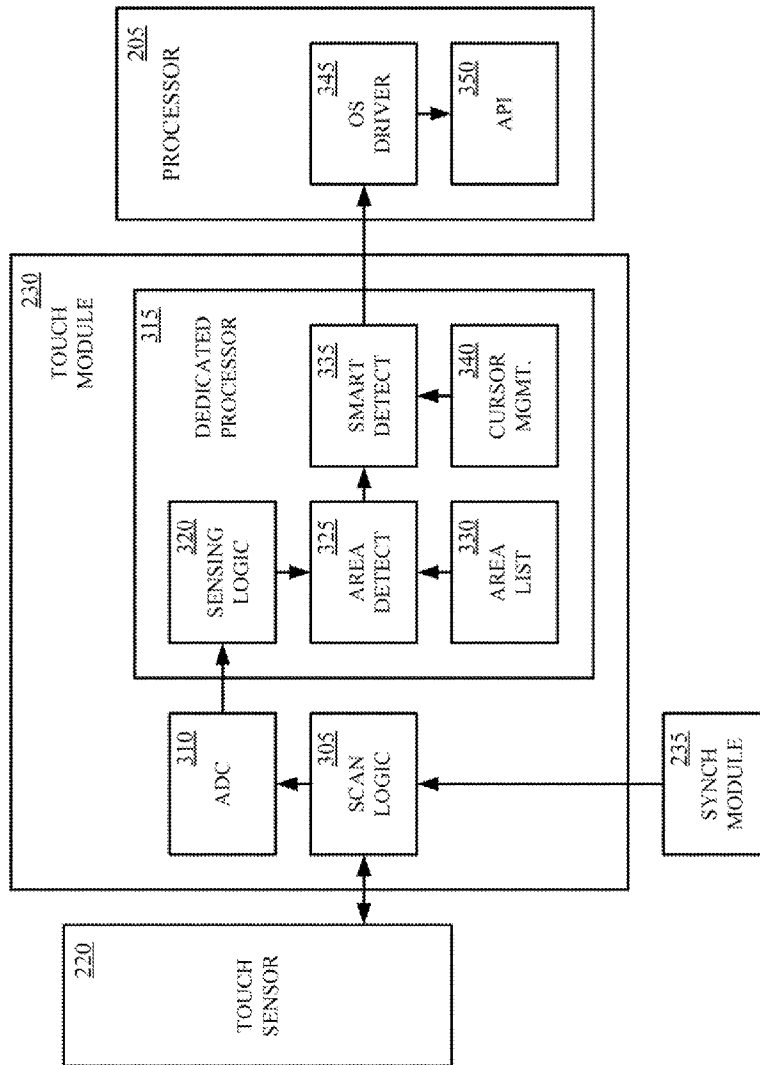 220
TOUCH
SENSOR
230
TOUCH
MODULE
310
ADC
305
SCAN
LOGIC
315
DEDICATED
PROCESSOR
320
SENSING
LOGIC
325
AREA
DETECT
330
AREA
LIST
335
SMART
DETECT
340
CURSOR
MGMT.
205
PROCESSOR
345
OS
DRIVER
350
API
235
SYNCH
MODULE